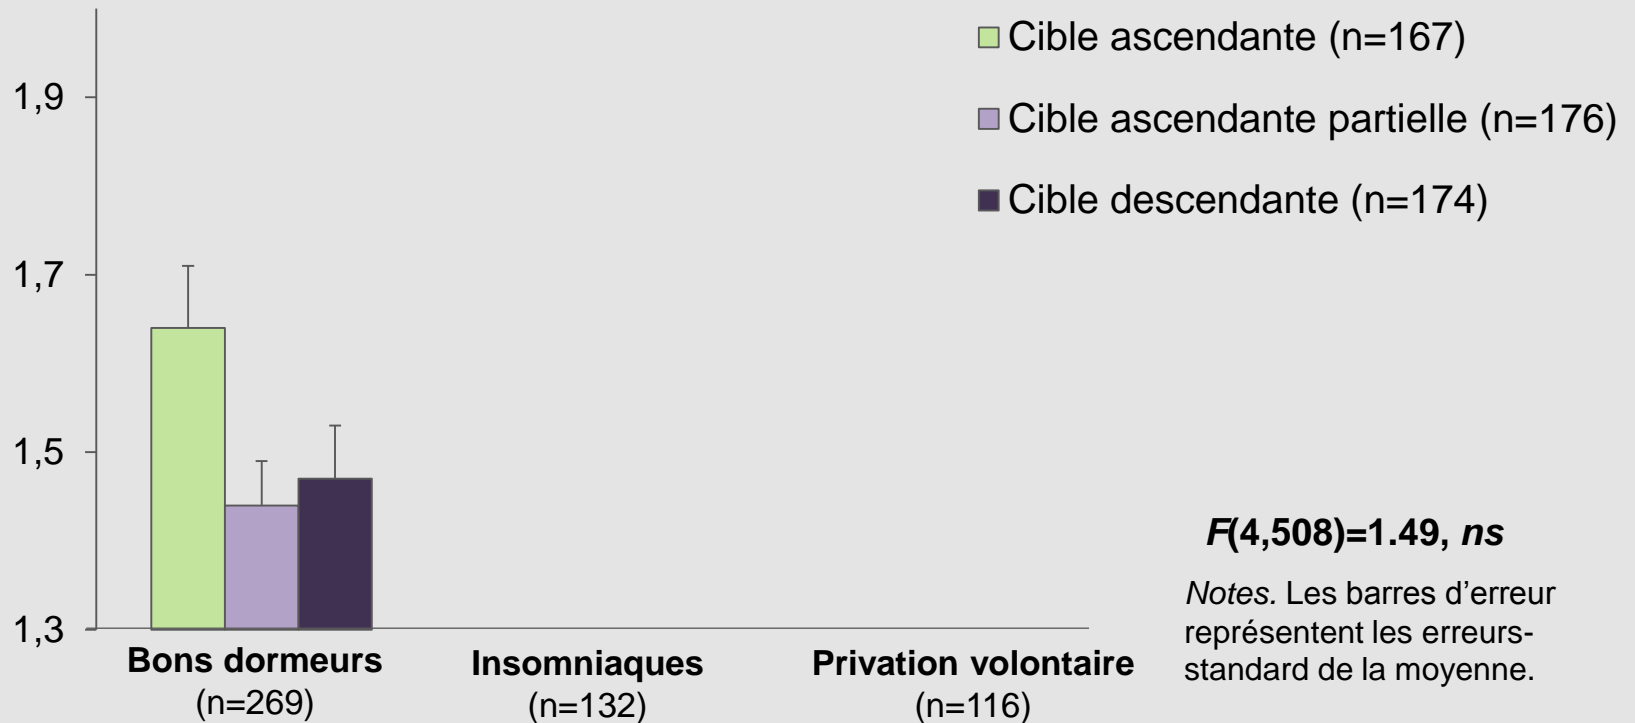 Cible ascendante (n=167)
Cible ascendante partielle (n=176)
Cible descendante (n=174)
1,9
1,7
1,5
1,3
Bons dormeurs
(n=269)
Insomniaques
(n=132)
Privation volontaire
(n=116)
F(4,508)=1.49, ns
Notes. Les barres d’erreur
représentent les erreurs-
standard de la moyenne.